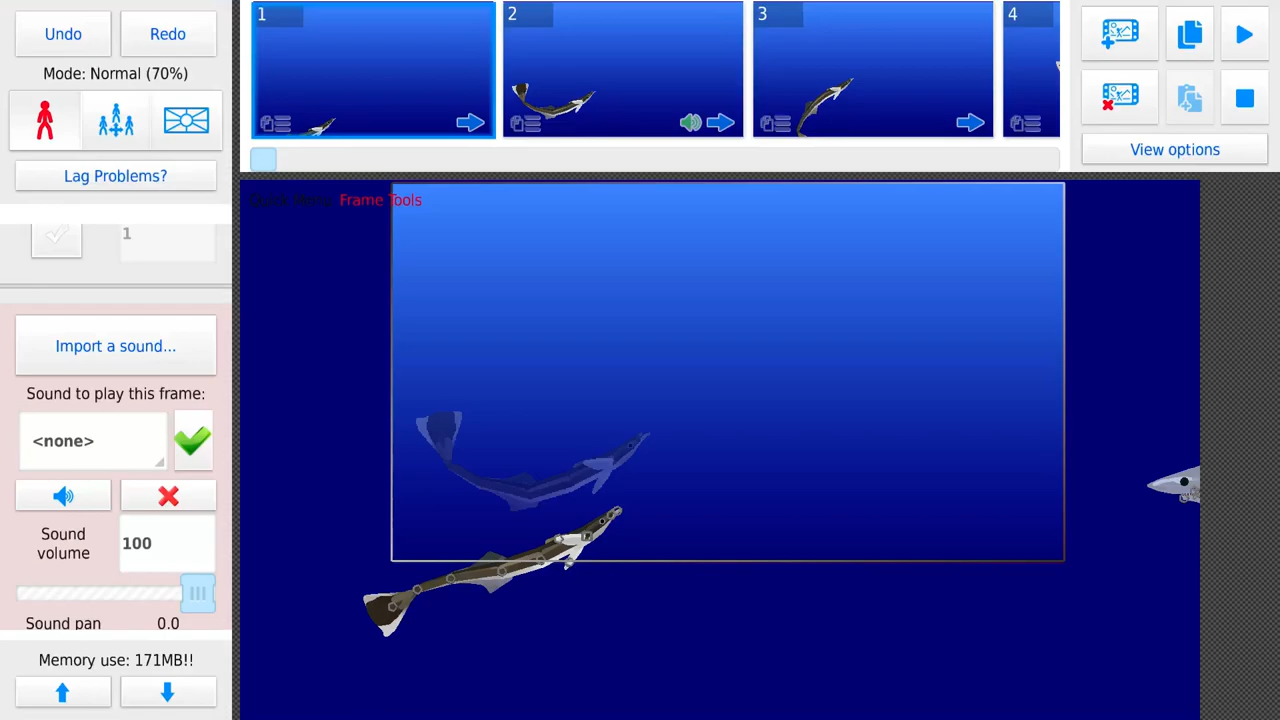 Undo
Redo
Mode: Normal (70%)
Lag Problems?
1
Import a sound...
Sound to play this frame:
<none>
Sound volume
100
Sound pan 0.0
Memory use: 171MB!!
1
2
3
4
View options
Quick Menu: Frame Tools